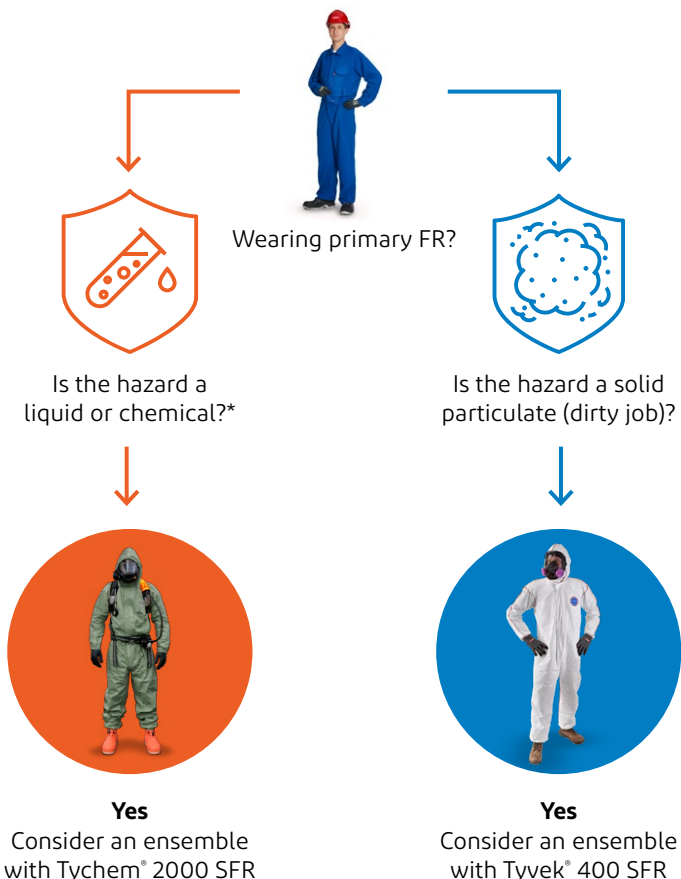 Wearing primary FR?
Is the hazard a
liquid or chemical?*
Is the hazard a solid
particulate (dirty job)?
Yes
Consider an ensemble
with Tychem® 2000 SFR
Yes
Consider an ensemble
with Tyvek® 400 SFR